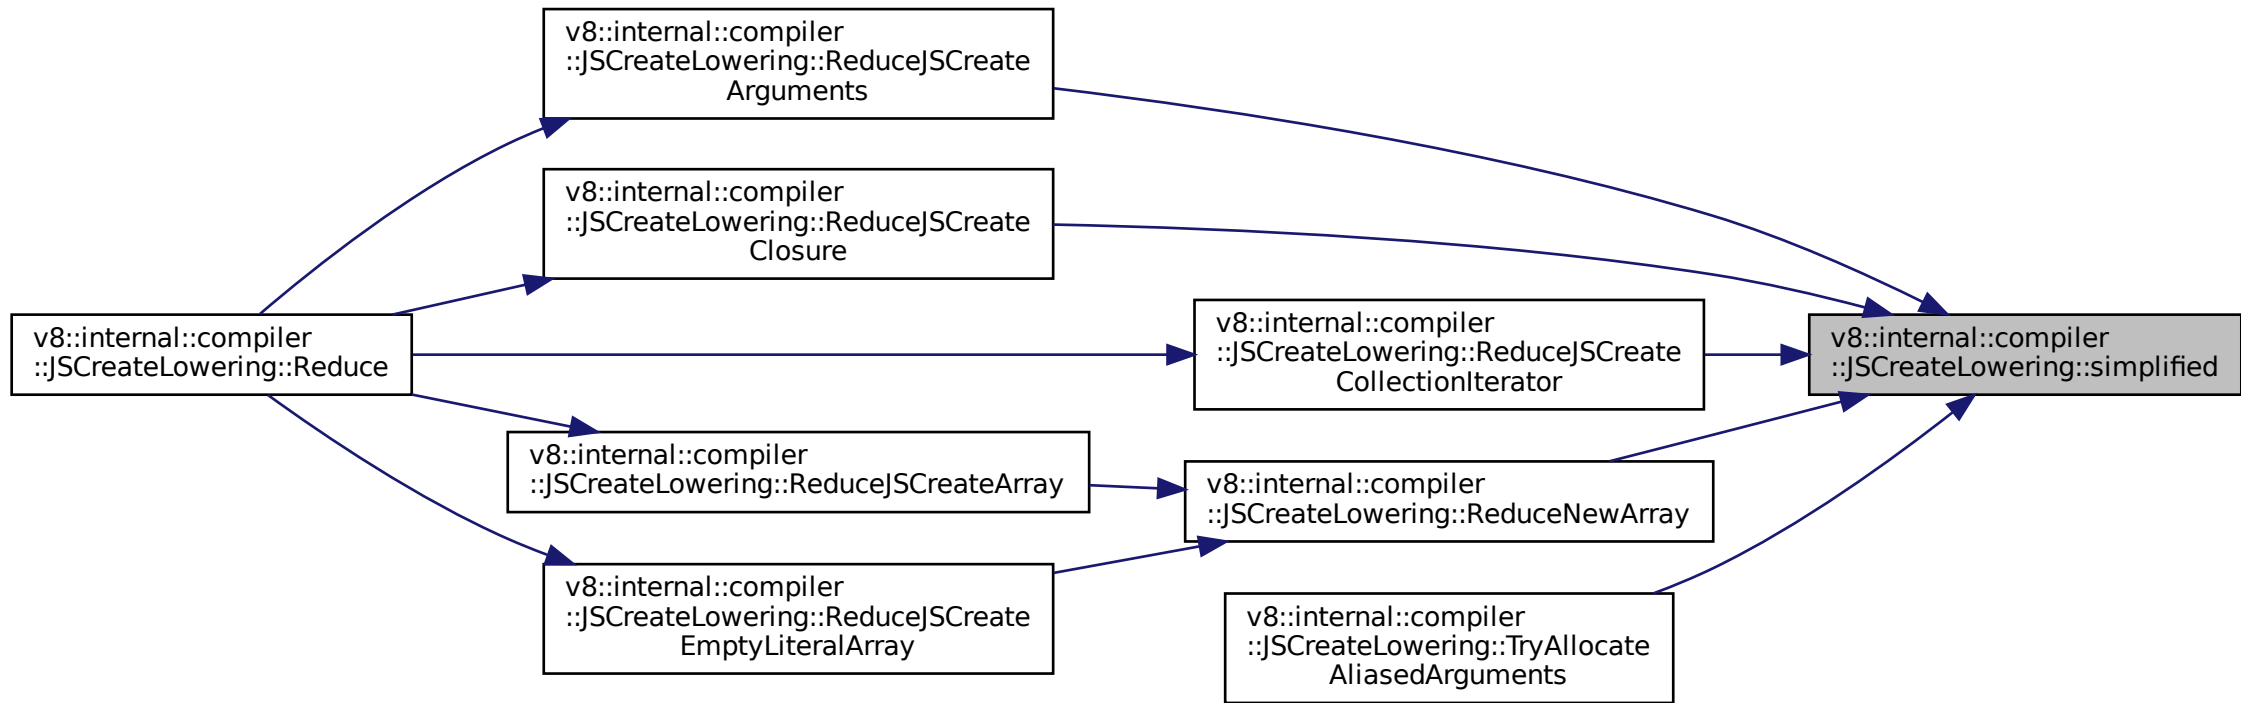 v8::internal::compiler
::JSCreateLowering::ReduceJSCreate
Arguments
v8::internal::compiler
::JSCreateLowering::ReduceJSCreate
Closure
v8::internal::compiler
::JSCreateLowering::Reduce
v8::internal::compiler
::JSCreateLowering::ReduceJSCreate
CollectionIterator
v8::internal::compiler
::JSCreateLowering::simplified
v8::internal::compiler
::JSCreateLowering::ReduceJSCreateArray
v8::internal::compiler
::JSCreateLowering::ReduceNewArray
v8::internal::compiler
::JSCreateLowering::ReduceJSCreate
EmptyLiteralArray
v8::internal::compiler
::JSCreateLowering::TryAllocate
AliasedArguments